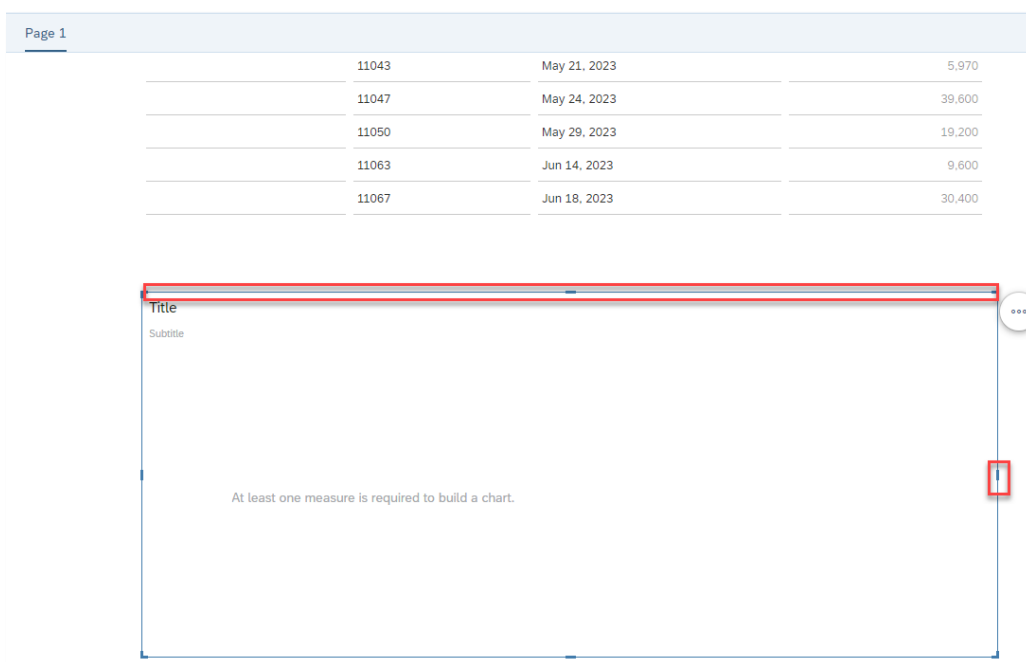 Page 1
11043 May 21, 2023 5,970
11047 May 24, 2023 39,600
11050 May 29, 2023 19,200
11063 Jun 14, 2023 9,600
11067 Jun 18, 2023 30,400
Title
Subtitle
At least one measure is required to build a chart.